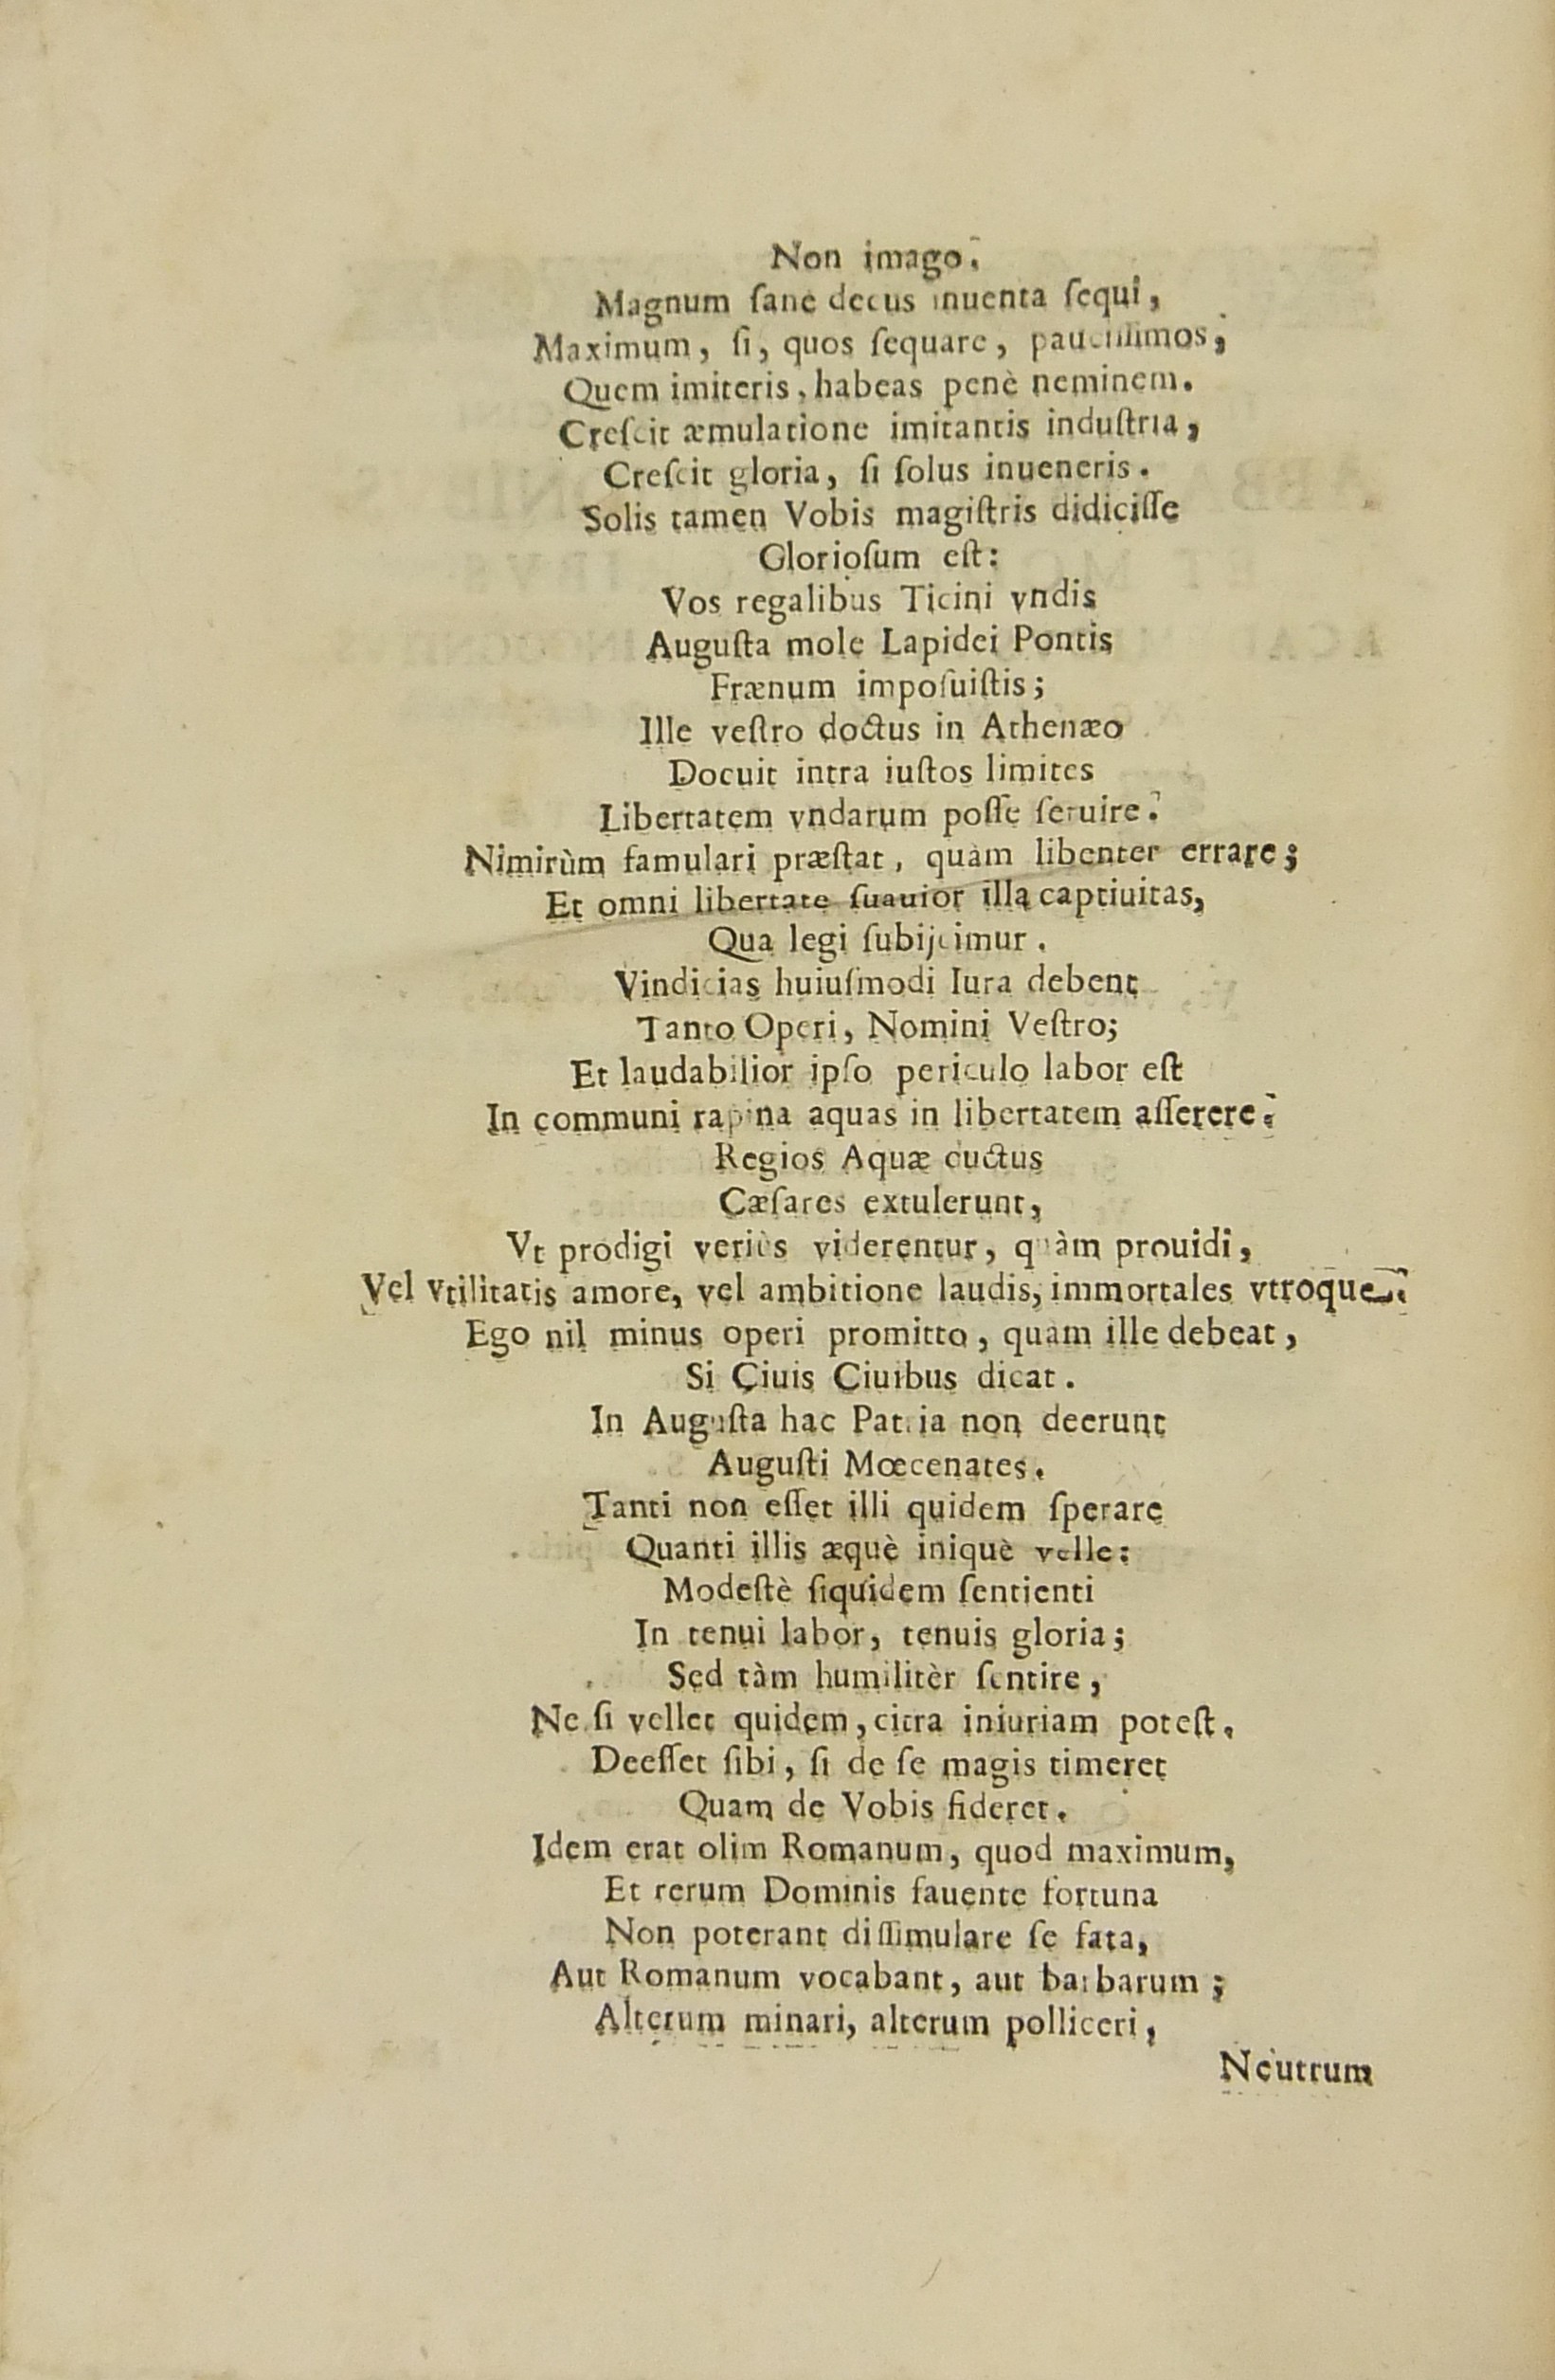 Non imago.
Magnum ſane decus inuenta ſequi,
Maximum, ſi, quos ſequare, pauciſſimos;
Quem imiteris, habeas penè neminem.
Creſcit æmulatione imitantis induſtria,
Creſcit gloria, ſi ſolus inueneris.
Solis tamen Vobis magiſtris didiciſſe
Glorioſum eſt:
Vos regalibus Ticini vndis
Auguſta mole Lapidei Pontis
Frænum impoſuiſtis;
Ille veſtro doctus in Athenæo
Docuit intra iuſtos limites
Libertatem vndarum poſſe ſeruire.
Nimirùm famulari præſtat, quàm libenter errare;
Et omni libertate ſuauior illa captiuitas,
Qua legi ſubijcimur.
Vindicias huiuſmodi Iura debent
Tanto Operi, Nomini Veſtro;
Et laudabilior ipſo periculo labor eſt
In communi rapina aquas in libertatem aſſerere.
Regios Aquæ ductus
Cæſares extulerunt,
Vt prodigi veriùs viderentur, quàm prouidi,
Vel vtilitatis amore, vel ambitione laudis, immortales vtroque.
Ego nil minus operi promitto, quam ille debeat,
Si Ciuis Ciuibus dicat.
In Auguſta hac Patria non deerunt
Auguſti Mœcenates.
Tanti non eſſet illi quidem ſperare
Quanti illis æquè iniquè velle:
Modeſtè ſiquidem ſentienti
In tenui labor, tenuis gloria;
Sed tàm humilitèr ſentire,
Ne ſi vellet quidem, citra iniuriam poteſt.
Deeſſet ſibi, ſi de ſe magis timeret
Quam de Vobis fideret.
Idem erat olim Romanum, quod maximum,
Et rerum Dominis fauente fortuna
Non poterant diſſimulare ſe fata,
Aut Romanum vocabant, aut barbarum;
Alterum minari, alterum polliceri,
Neutrum